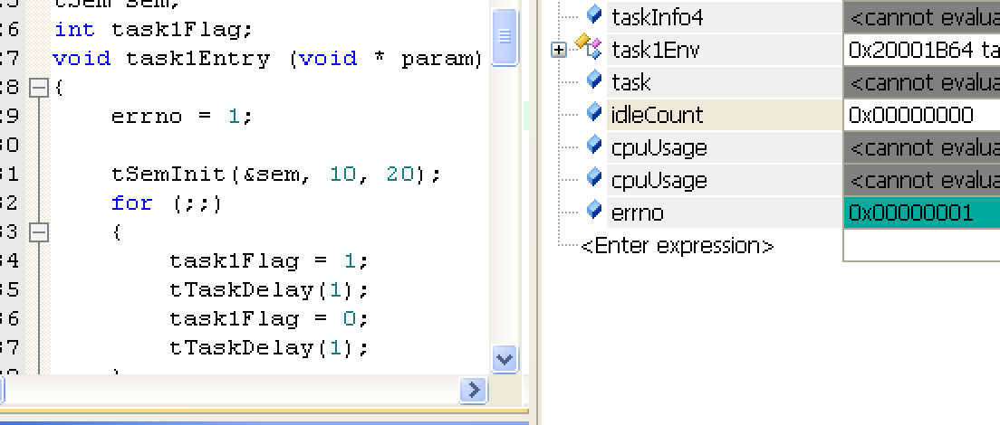 tSem sem;
:6 int task1Flag;
:7 void task1Entry (void * param)
:8 {
:9 errno = 1;
:0
:1 tSemInit(&sem, 10, 20);
:2 for (;;)
:3 {
:4 task1Flag = 1;
:5 tTaskDelay(1);
:6 task1Flag = 0;
:7 tTaskDelay(1);
taskInfo4 <cannot evalua
task1Env 0x20001B64 ta
task <cannot evalua
idleCount 0x00000000
cpuUsage <cannot evalua
cpuUsage <cannot evalua
errno 0x00000001
<Enter expression>